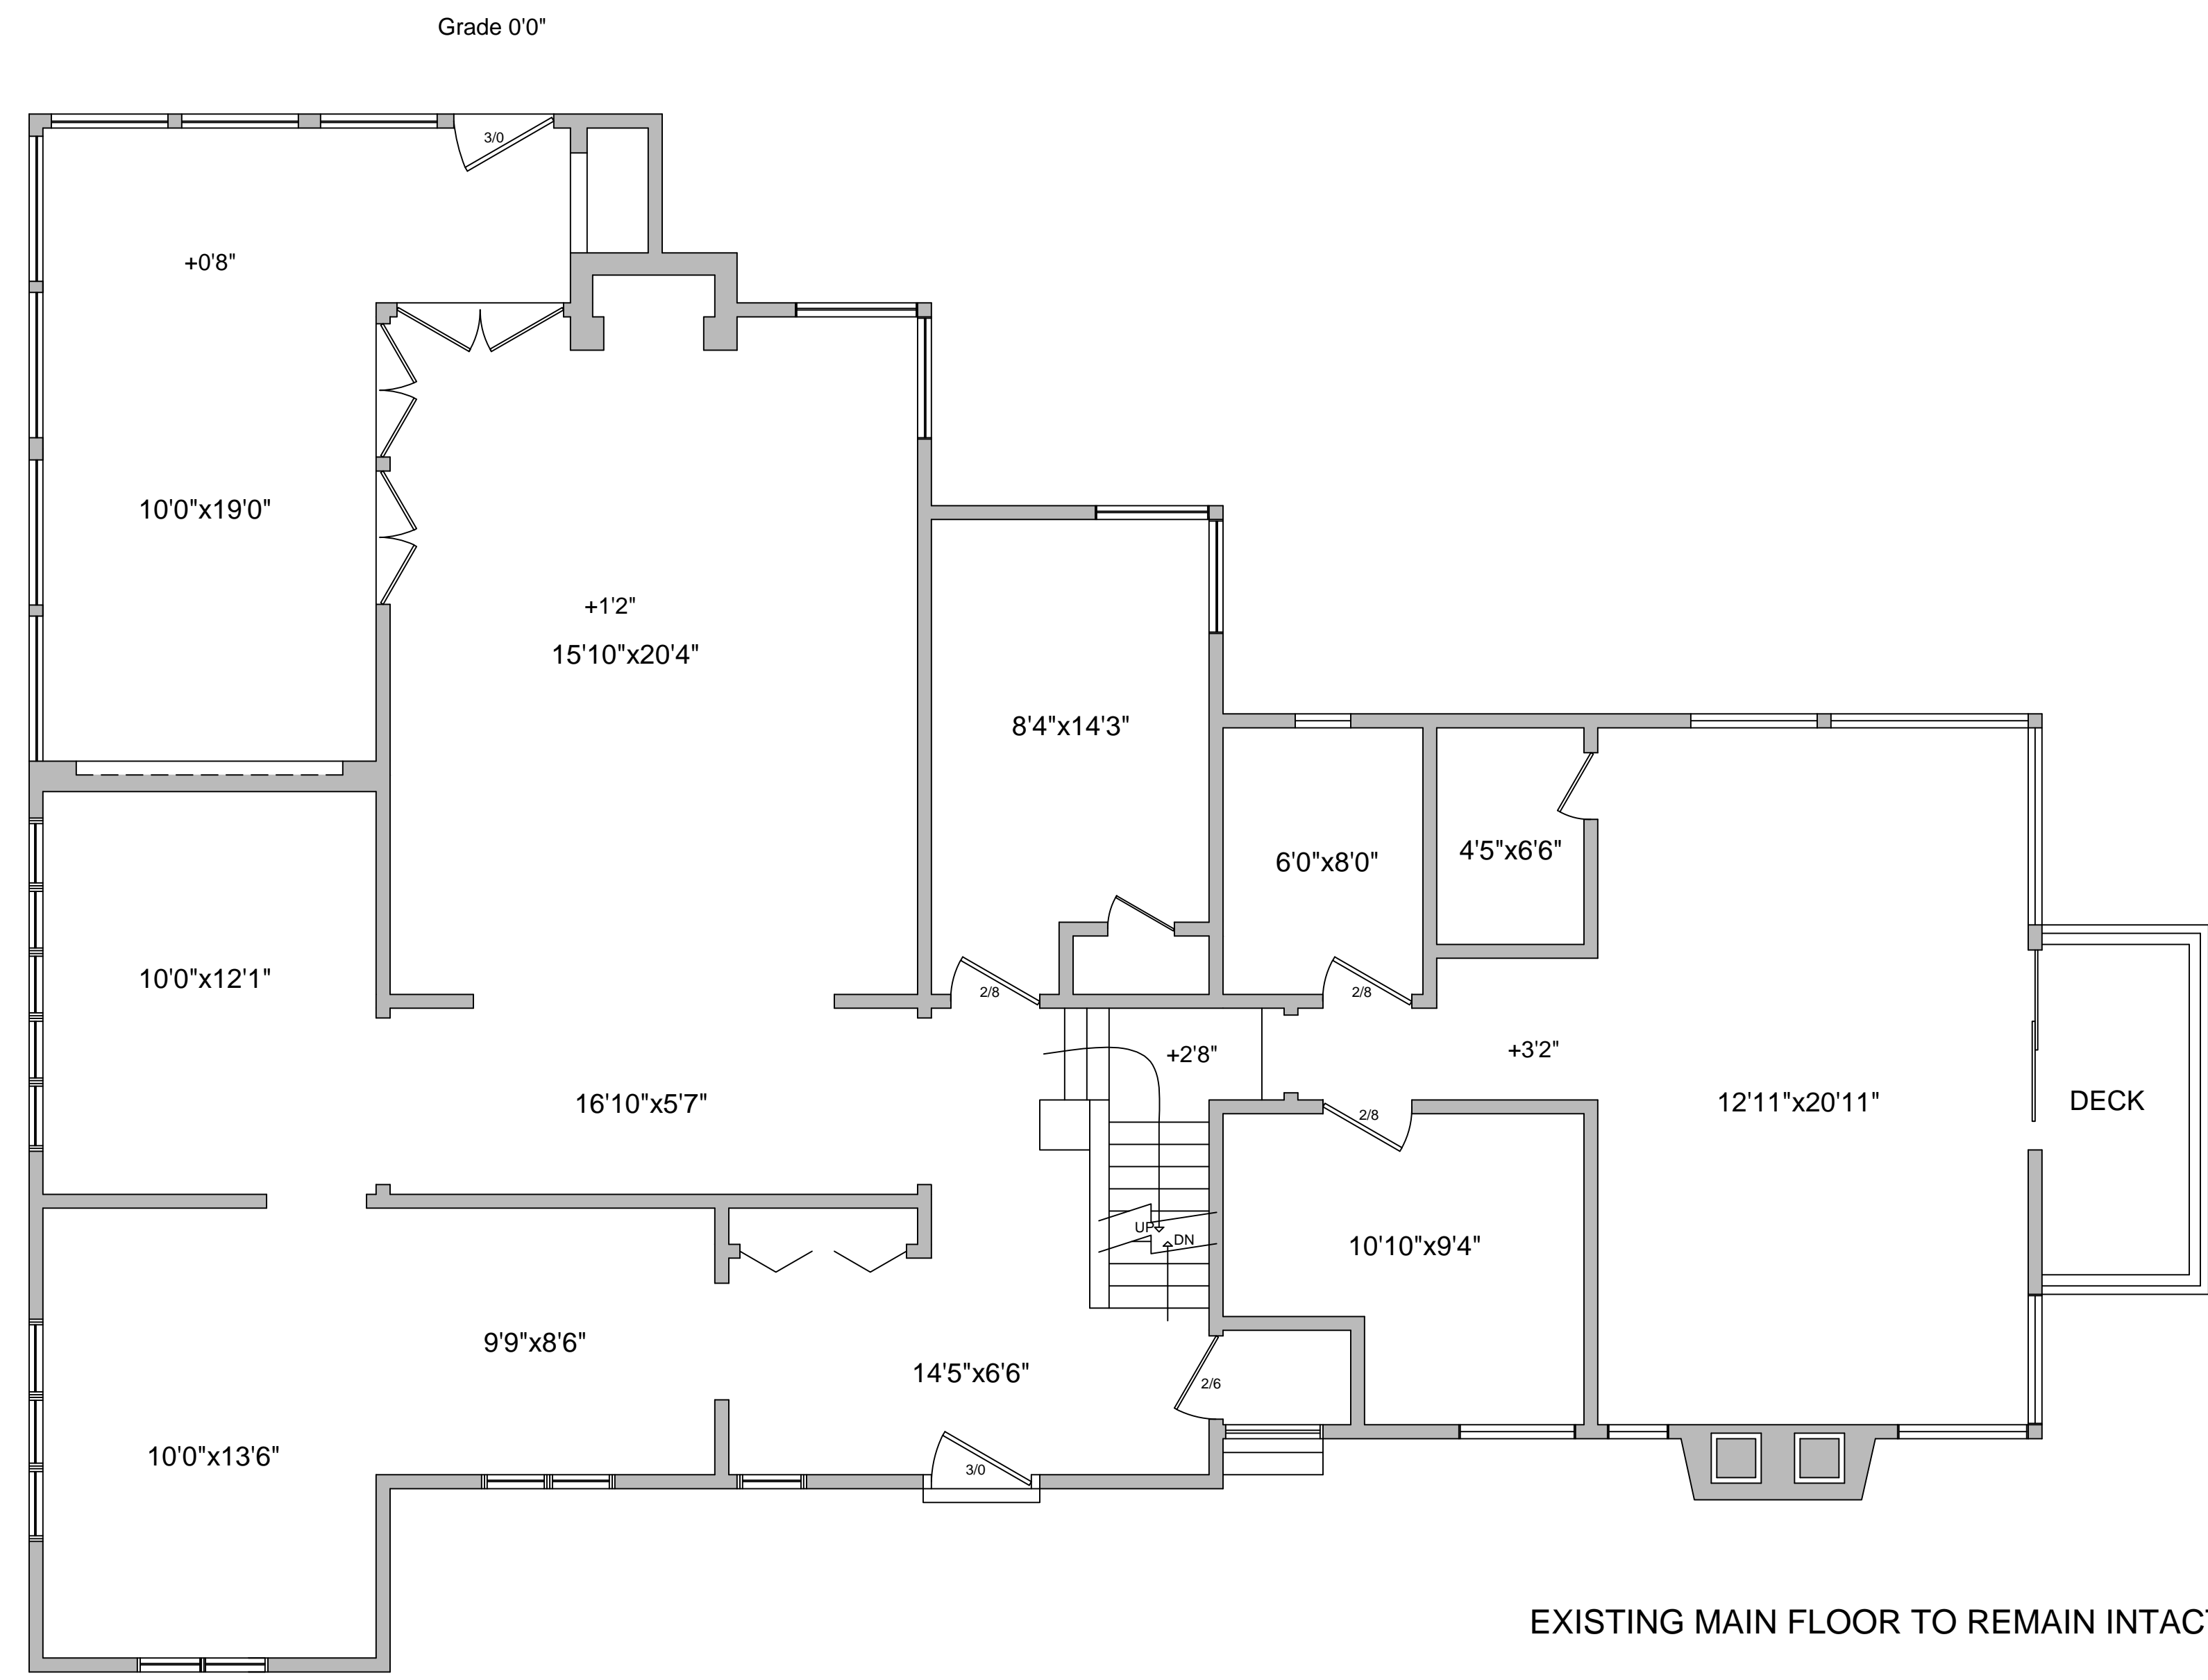 Grade 0'0"
3/0
+0'8"
10'0"x19'0"
+1'2"
15'10"x20'4"
8'4"x14'3"
4'5"x6'6"
6'0"x8'0"
10'0"x12'1"
2/8
2/8
+2'8"
+3'2"
16'10"x5'7"
12'11"x20'11"
DECK
2/8
UP
DN
10'10"x9'4"
9'9"x8'6"
14'5"x6'6"
2/6
10'0"x13'6"
3/0
EXISTING MAIN FLOOR TO REMAIN INTACT